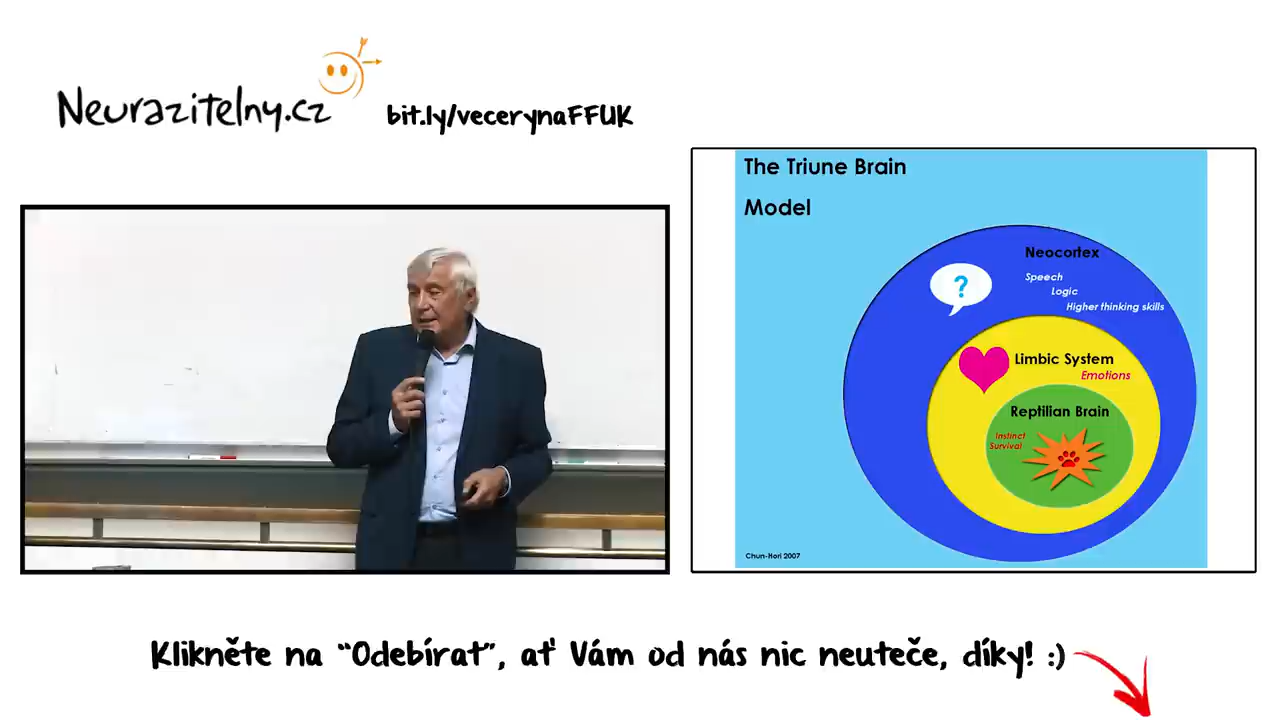 Neurazitelny.cz
bit.ly/vecerynaFFUK
The Triune Brain
Model
Neocortex
?
Speech
Logic
Higher thinking skills
Limbic System
Emotions
Reptilian Brain
Instinct
Survival
Chun-Hori 2007
Klikněte na “Odebírat”, ať Vám od nás nic neuteče, díky! :)